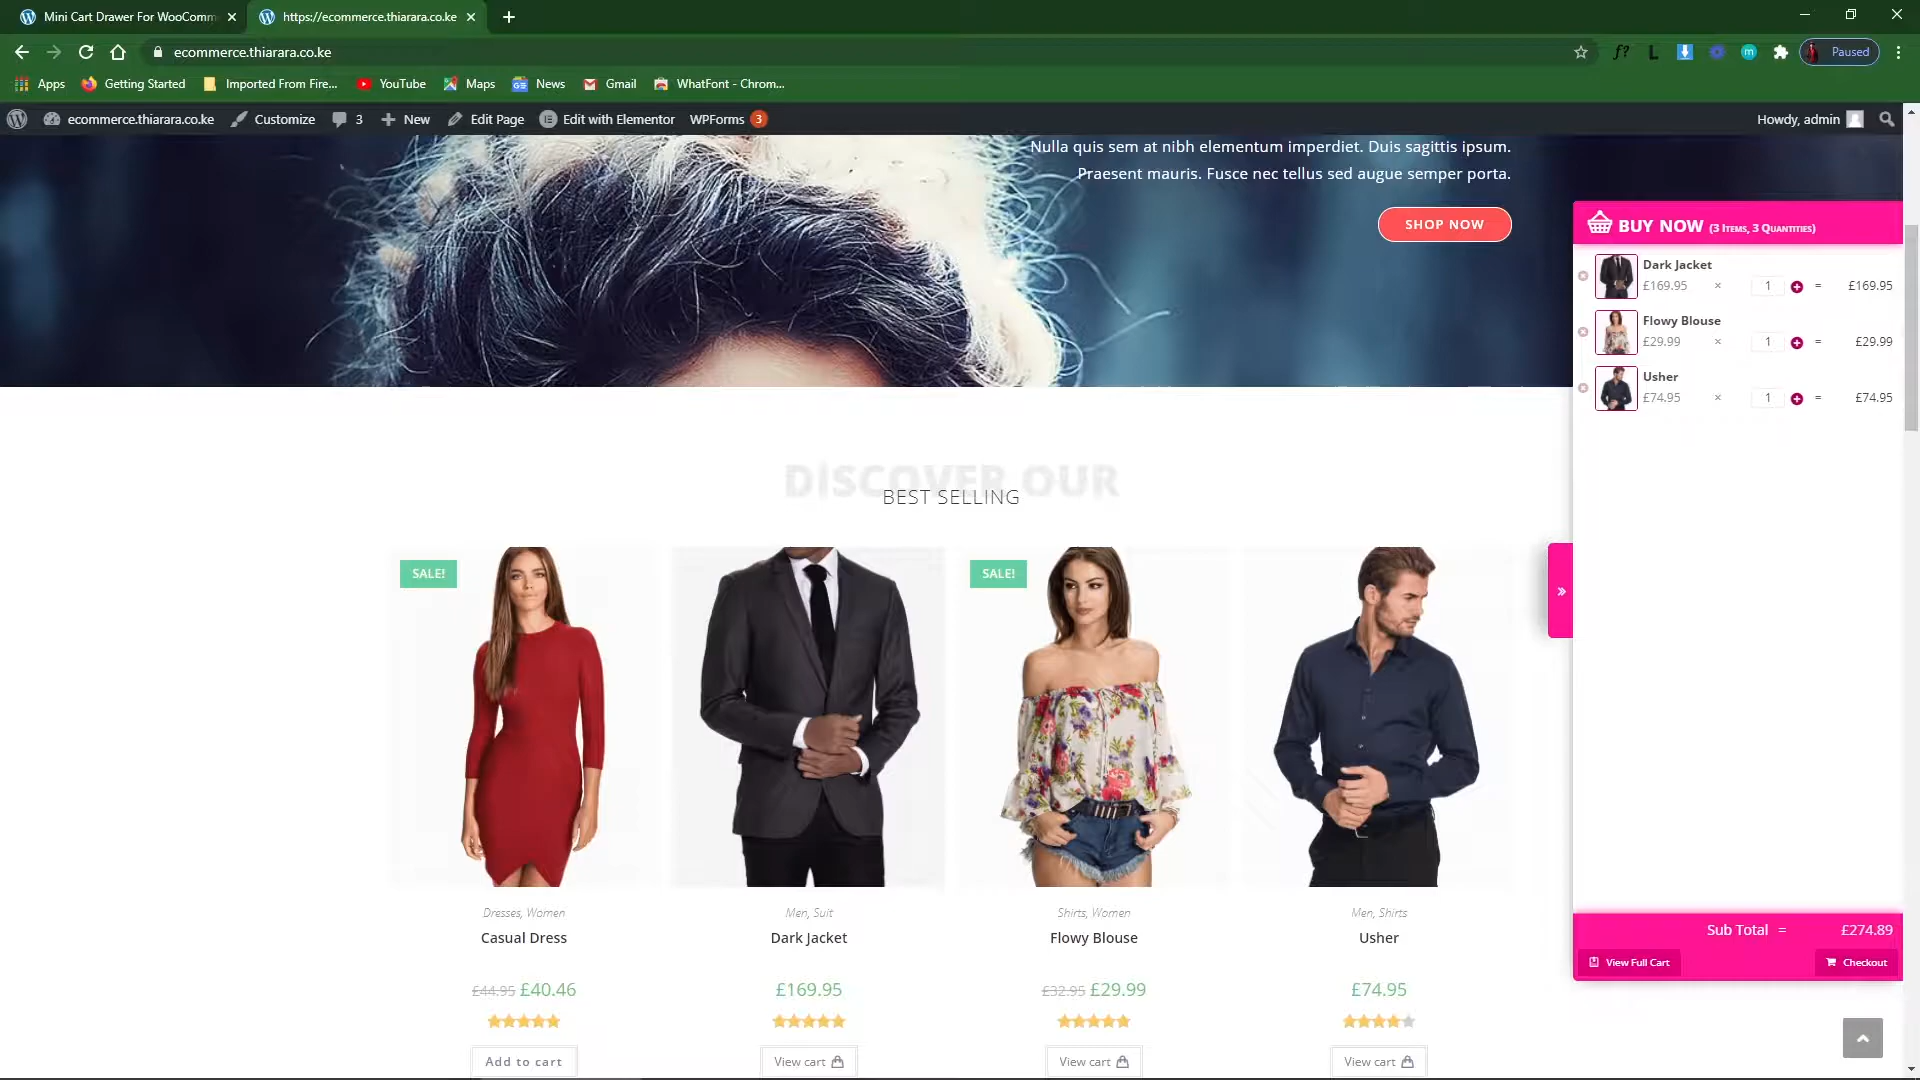 Mini Cart Drawer For WooComm
https://ecommerce.thiarara.co.ke
ecommerce.thiarara.co.ke
f?
L
m
Paused
Apps
Getting Started
Imported From Fire...
YouTube
Maps
News
Gmail
WhatFont - Chrom...
ecommerce.thiarara.co.ke
Customize
3
New
Edit Page
Edit with Elementor
WPForms 3
Howdy, admin
Nulla quis sem at nibh elementum imperdiet. Duis sagittis ipsum.
Praesent mauris. Fusce nec tellus sed augue semper porta.
SHOP NOW
BUY NOW (3 Items, 3 Quantities)
Dark Jacket
£169.95 × 1 = £169.95
Flowy Blouse
£29.99 × 1 = £29.99
Usher
£74.95 × 1 = £74.95
»
Sub Total = £274.89
View Full Cart
Checkout
DISCOVER OUR
BEST SELLING
SALE!
SALE!
Dresses, Women
Casual Dress
£44.95 £40.46
Add to cart
Men, Suit
Dark Jacket
£169.95
View cart
Shirts, Women
Flowy Blouse
£32.95 £29.99
View cart
Men, Shirts
Usher
£74.95
View cart